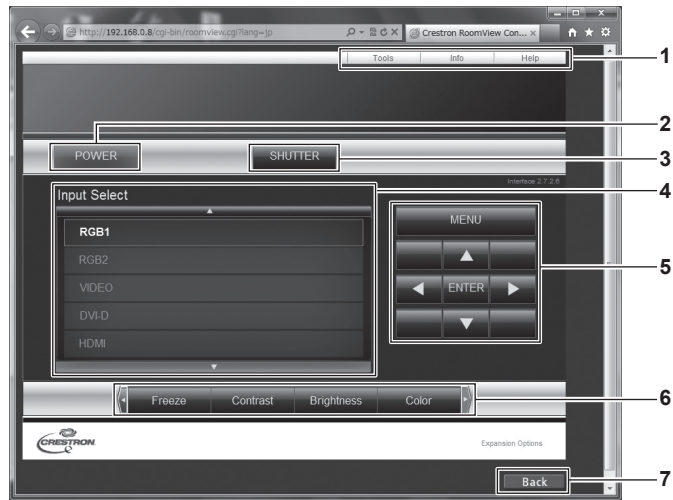 http://192.168.0.8/cgi-bin/roomview.cgi?lang=jp
Crestron RoomView Con... ×
Tools Info Help 1
2
POWER SHUTTER 3
Interface 2.7.2.6
Input Select 4
RGB1
RGB2
VIDEO
DVI-D
HDMI
MENU
ENTER
5
Freeze Contrast Brightness Color 6
CRESTRON
Expansion Options
Back 7